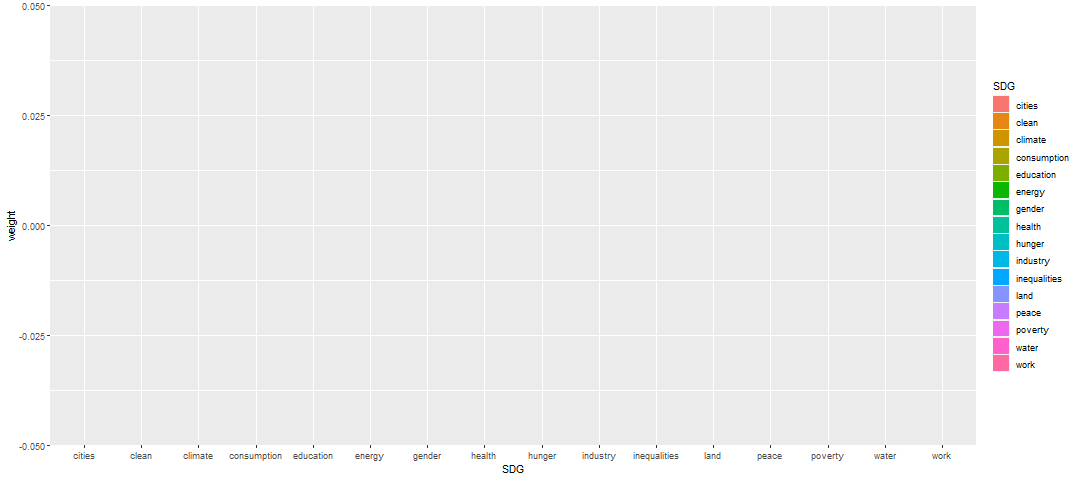 0.050
0.025
0.000
-0.025
-0.050
weight
cities clean climate consumption education energy gender health hunger industry inequalities land peace poverty water work
SDG
SDG
cities
clean
climate
consumption
education
energy
gender
health
hunger
industry
inequalities
land
peace
poverty
water
work